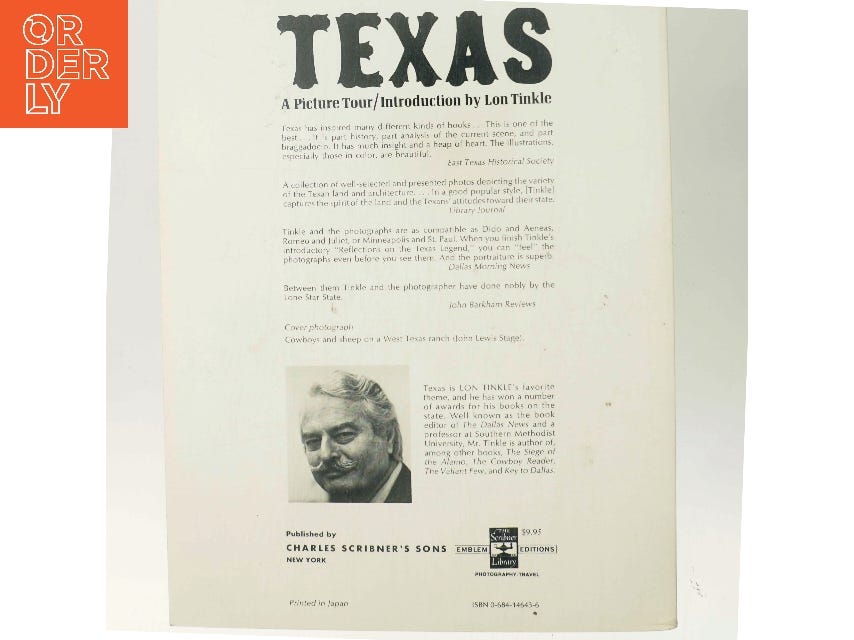 OR
DER
LY
TEXAS
A Picture Tour/Introduction by Lon Tinkle
Texas has inspired many different kinds of books . . . This is one of the
best. . . . It is part history, part analysis of the current scene, and part
braggadocio. It has much insight and a heap of heart. The illustrations,
especially those in color, are beautiful.
East Texas Historical Society
A collection of well-selected and presented photos depicting the variety
of the Texan land and architecture. . . . In a good popular style, [Tinkle]
captures the spirit of the land and the Texans' attitudes toward their state.
Library Journal
Tinkle and the photographs are as compatible as Dido and Aeneas,
Romeo and Juliet, or Minneapolis and St. Paul. When you finish Tinkle's
introductory "Reflections on the Texas Legend," you can "feel" the
photographs even before you see them. And the portraiture is superb.
Dallas Morning News
Between them Tinkle and the photographer have done nobly by the
Lone Star State.
John Barkham Reviews
Cover photograph
Cowboys and sheep on a West Texas ranch (John Lewis Stage).
Texas is LON TINKLE's favorite
theme, and he has won a number
of awards for his books on the
state. Well known as the book
editor of The Dallas News and a
professor at Southern Methodist
University, Mr. Tinkle is author of,
among other books, The Siege of
the Alamo, The Cowboy Reader,
The Valiant Few, and Key to Dallas.
Published by
CHARLES SCRIBNER'S SONS
NEW YORK
$9.95
THE
Scribner
EMBLEM EDITIONS
Library
PHOTOGRAPHY/TRAVEL
Printed in Japan
ISBN 0-684-14643-6